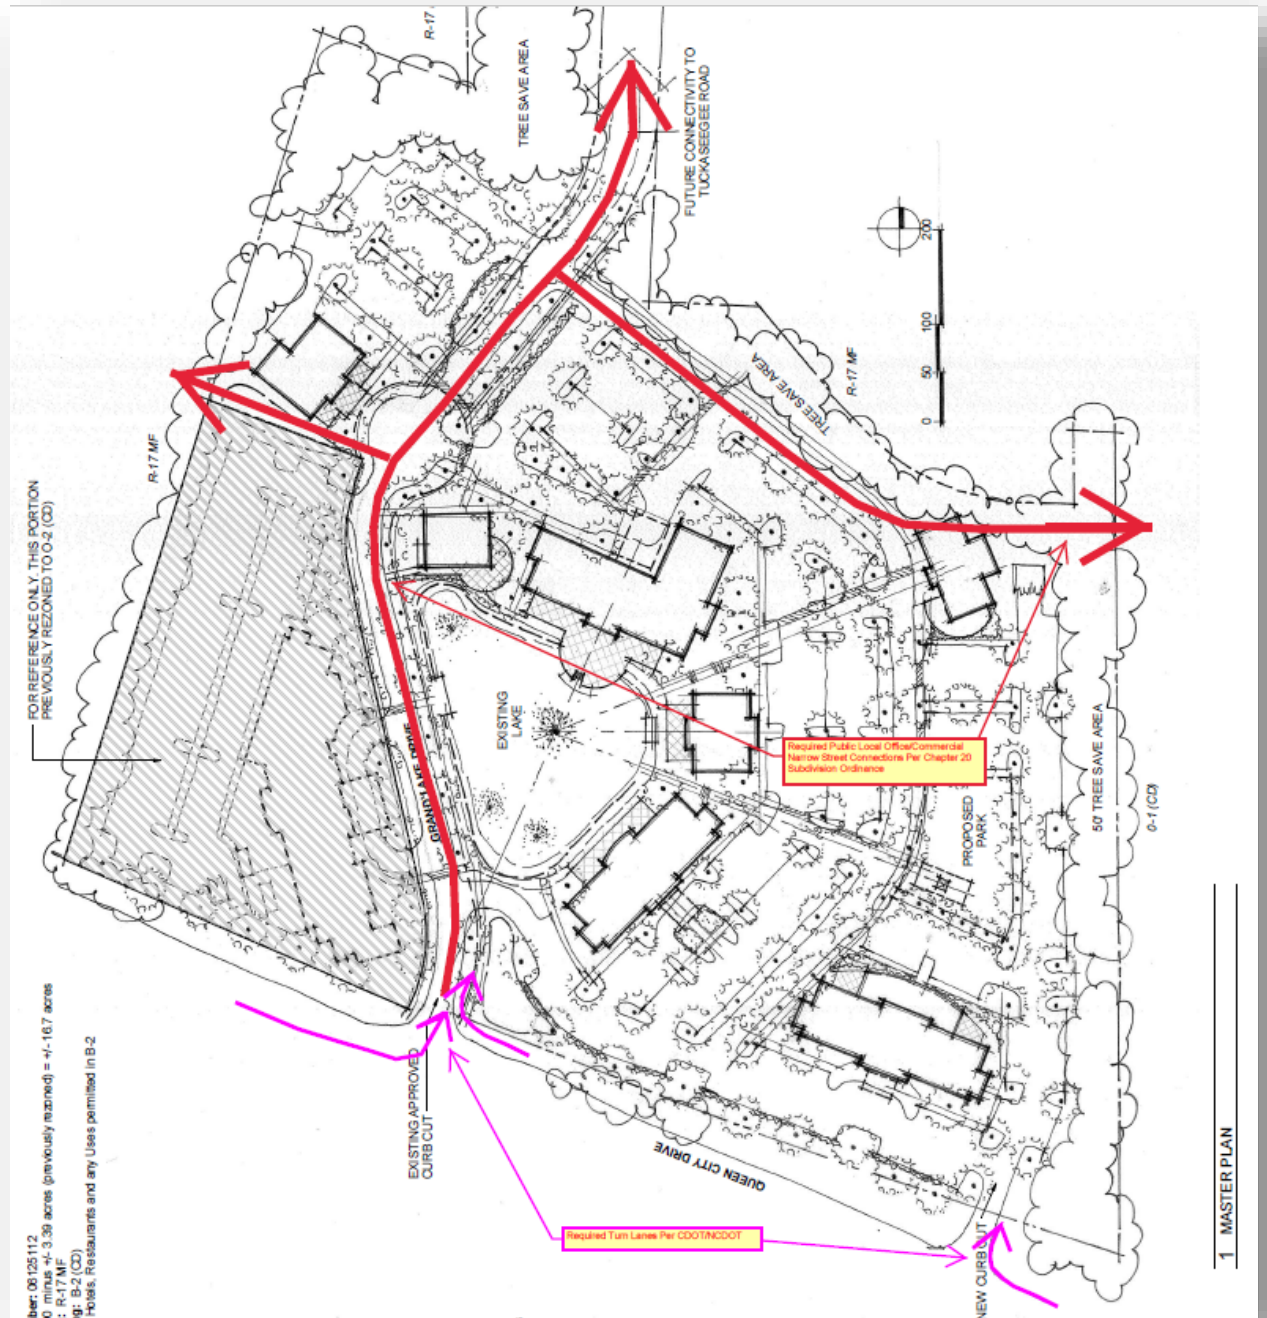 R-17
TREE SAVE AREA
FUTURE CONNECTIVITY TO
TUCKASEEGEE ROAD
200
100
50
0
R-17 MF
TREE SAVE AREA
R-17 MF
FOR REFERENCE ONLY. THIS PORTION
PREVIOUSLY REZONED TO O-2 (CD)
EXISTING
LAKE
Required Public Local Office/Commercial
Narrow Street Connections Per Chapter 20
Subdivision Ordinance
PROPOSED
PARK
50' TREE SAVE AREA
0-1 (CD)
EXISTING APPROVED
CURB CUT
QUEEN CITY DRIVE
Required Turn Lanes Per CDOT/NCDOT
NEW CURB CUT
1 MASTER PLAN
ber: 06125112
0 minus +/- 3.39 acres (previously rezoned) = +/- 16.7 acres
: R-17 MF
g: B-2 (CD)
Hotels, Restaurants and any Uses permitted in B-2